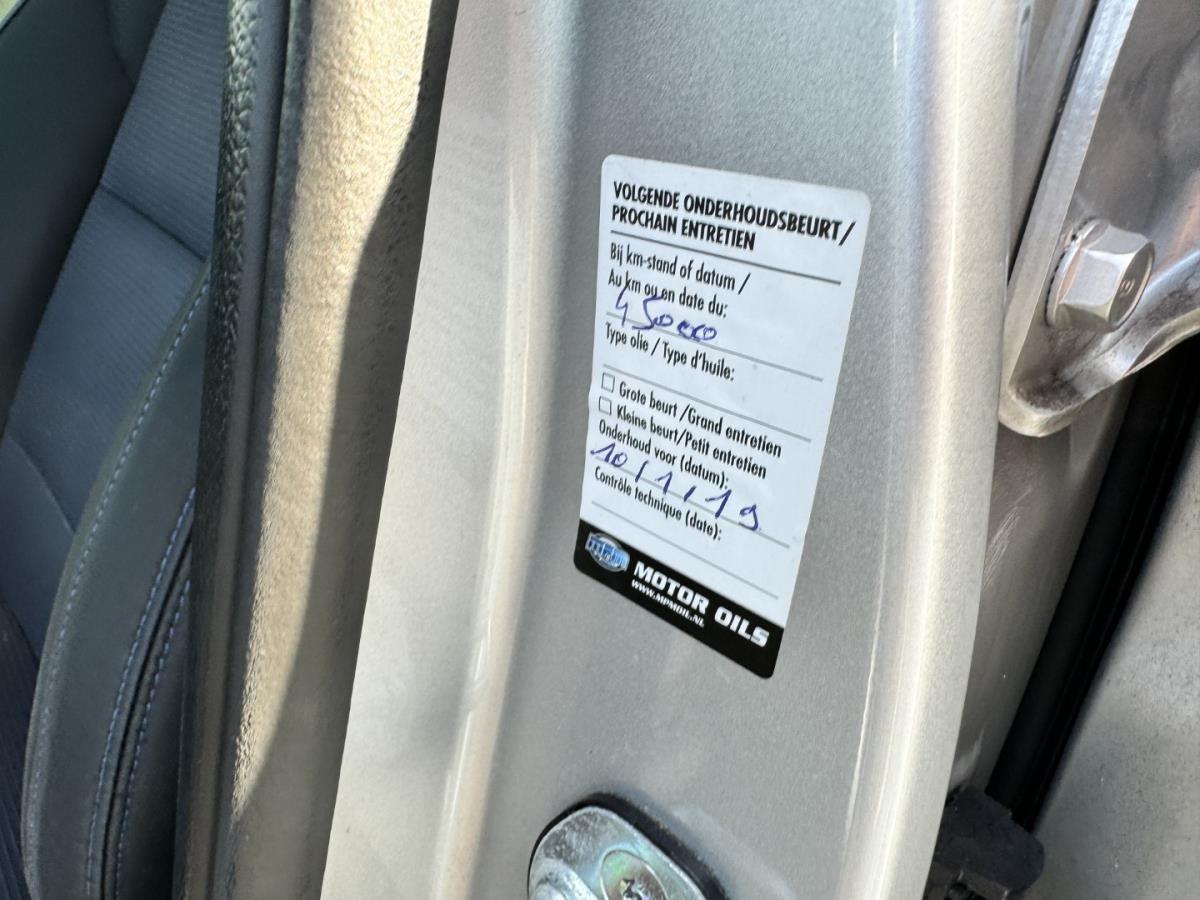 VOLGENDE ONDERHOUDSBEURT/
PROCHAIN ENTRETIEN
Bij km-stand of datum /
Au km ou en date du:
45000
Type olie / Type d'huile:
Grote beurt /Grand entretien
Kleine beurt/Petit entretien
Onderhoud voor (datum):
10/1/19
Contrôle technique (date):
MOTOR OILS
WWW.MPMOIL.NL